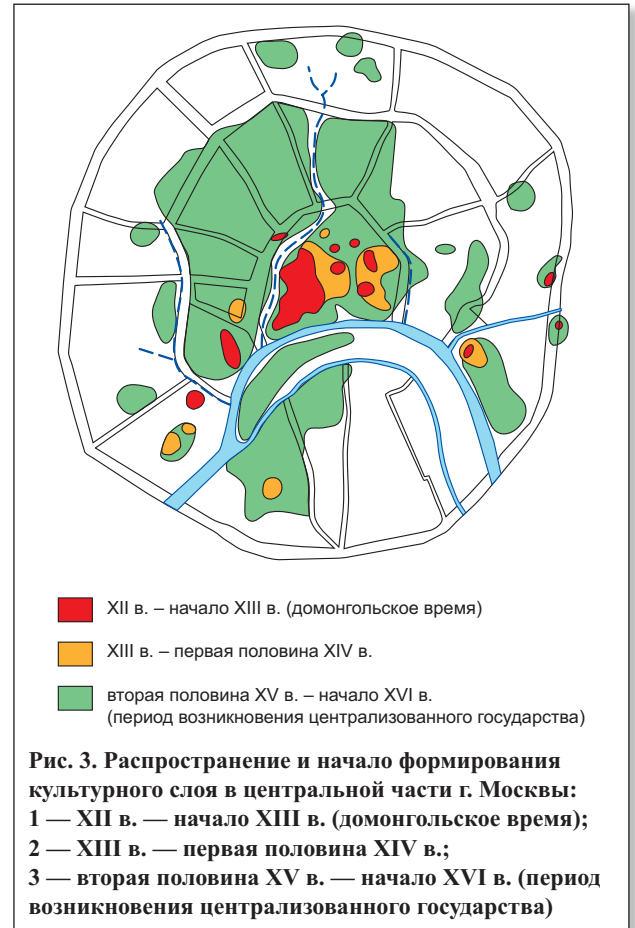 XII в. – начало XIII в. (домонгольское время)
XIII в. – первая половина XIV в.
вторая половина XV в. – начало XVI в.
(период возникновения централизованного государства)
Рис. 3. Распространение и начало формирования
культурного слоя в центральной части г. Москвы:
1 — XII в. — начало XIII в. (домонгольское время);
2 — XIII в. — первая половина XIV в.;
3 — вторая половина XV в. — начало XVI в. (период
возникновения централизованного государства)